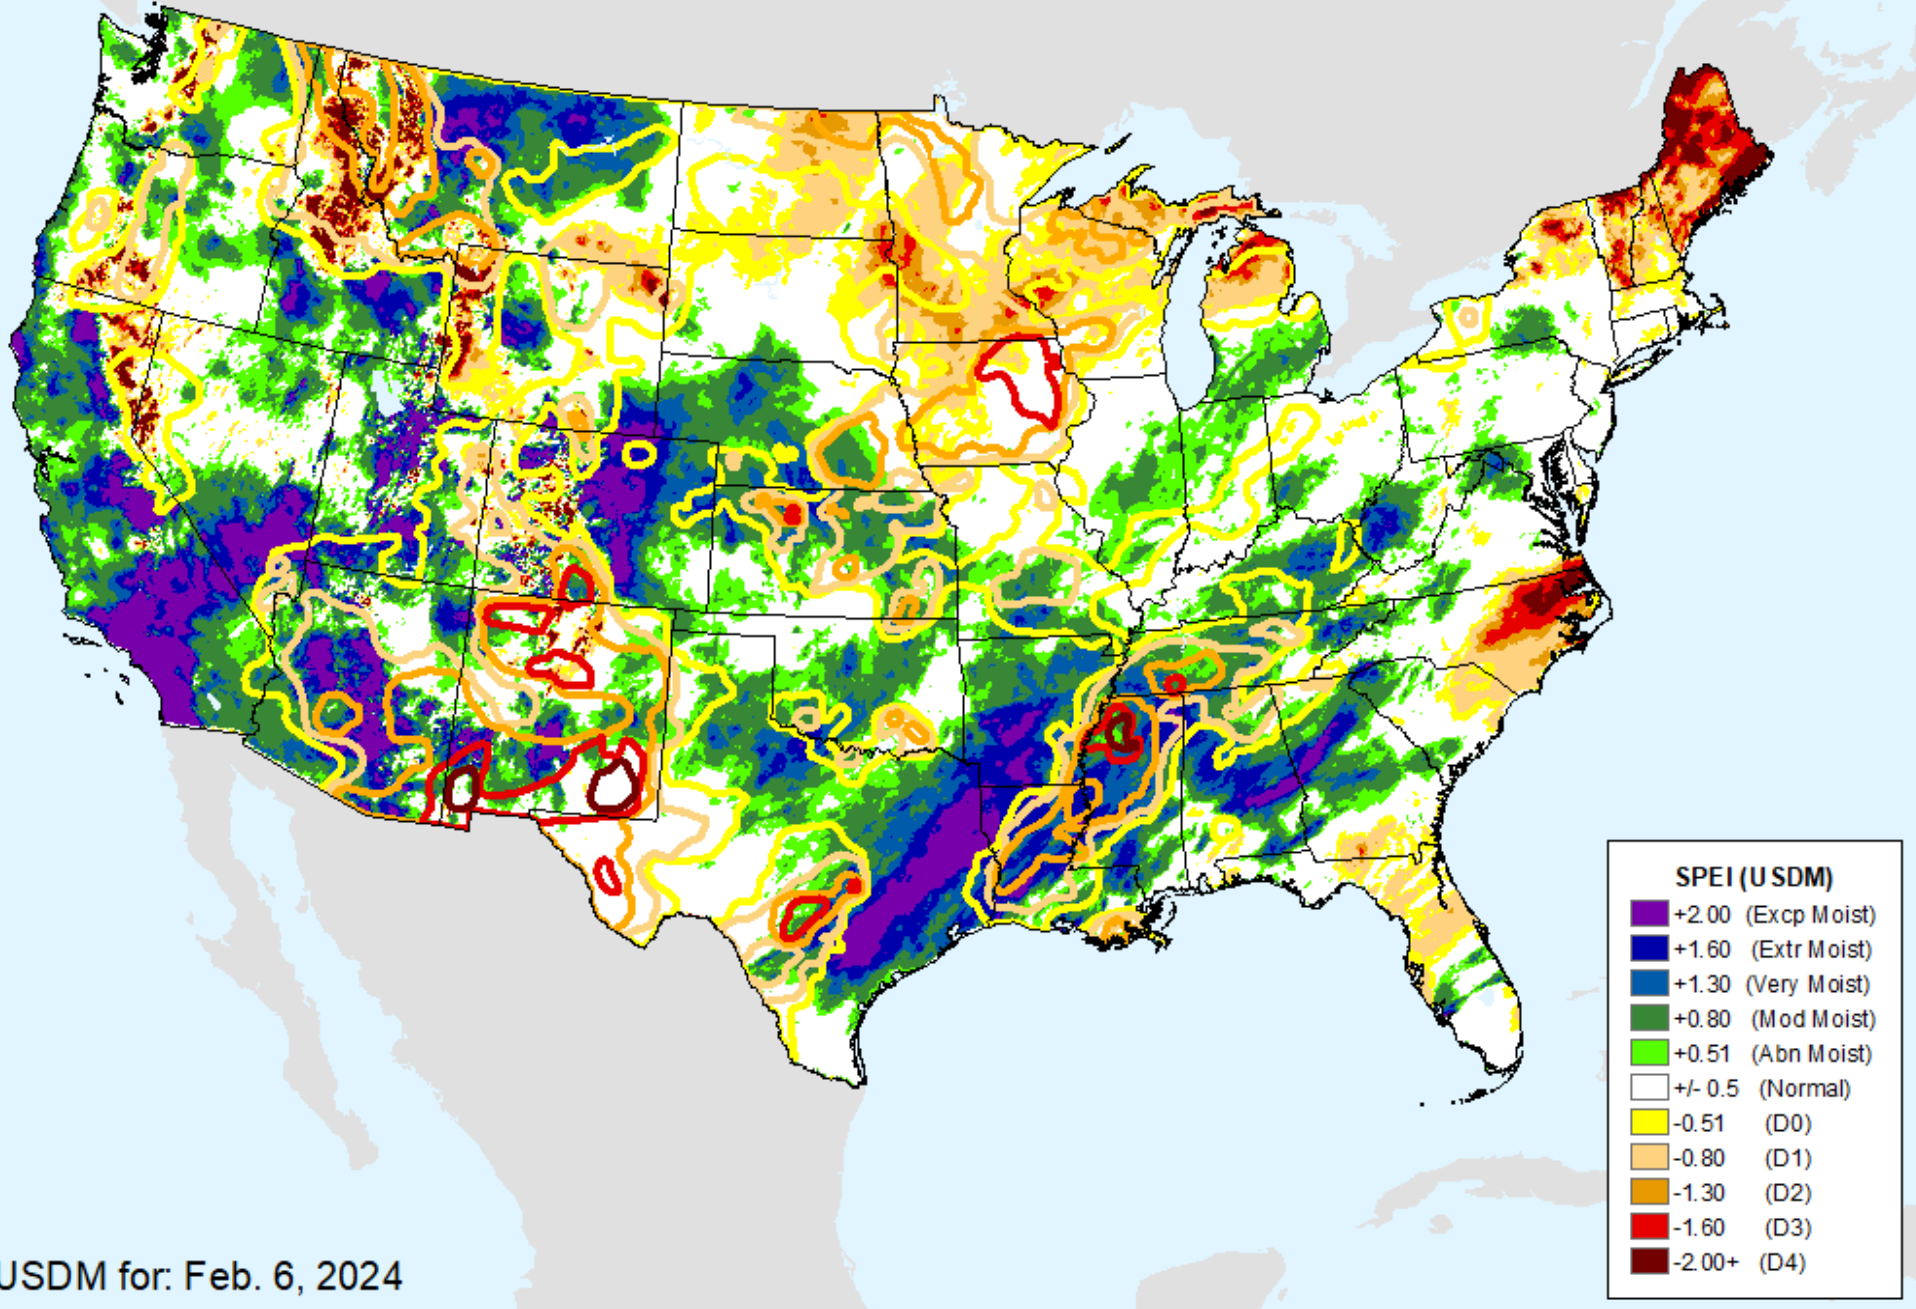 SPEI (USDM)
+2.00 (Excp Moist)
+1.60 (Extr Moist)
+1.30 (Very Moist)
+0.80 (Mod Moist)
+0.51 (Abn Moist)
+/- 0.5 (Normal)
-0.51 (D0)
-0.80 (D1)
-1.30 (D2)
-1.60 (D3)
-2.00+ (D4)
USDM for: Feb. 6, 2024